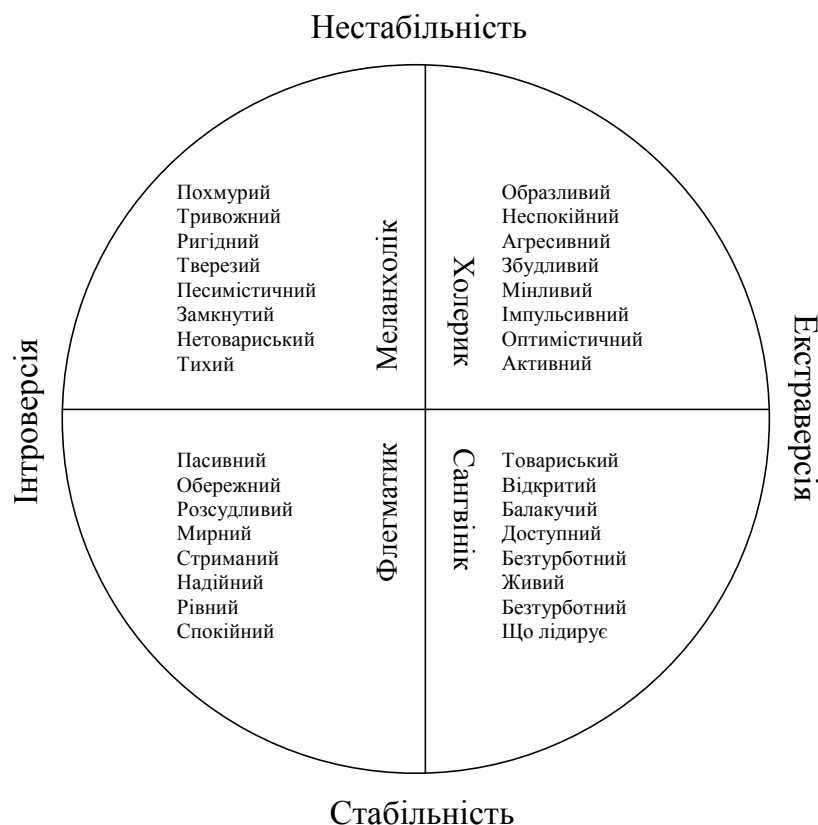 Нестабільність
Інтроверсія
Похмурий
Тривожний
Ригідний
Тверезий
Песимістичний
Замкнутий
Нетовариський
Тихий
Меланхолік
Холерик
Образливий
Неспокійний
Агресивний
Збудливий
Мінливий
Імпульсивний
Оптимістичний
Активний
Екстраверсія
Пасивний
Обережний
Розсудливий
Мирний
Стриманий
Надійний
Рівний
Спокійний
Флегматик
Сангвінік
Товариський
Відкритий
Балакучий
Доступний
Безтурботний
Живий
Безтурботний
Що лідирує
Стабільність